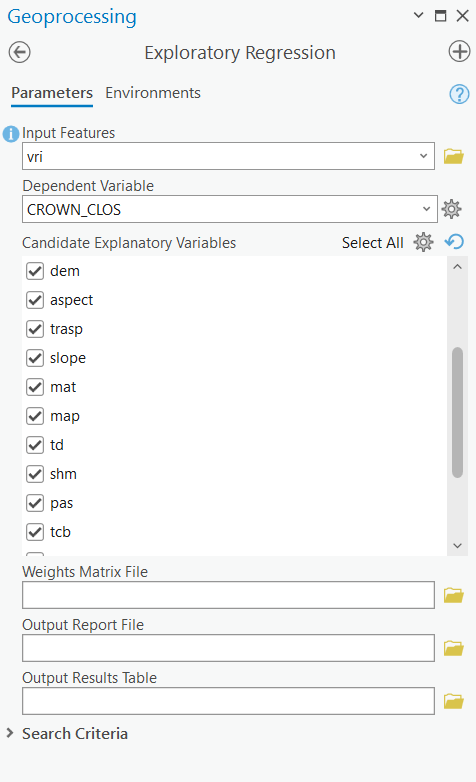 Geoprocessing
Exploratory Regression
Parameters Environments
Input Features
vri
Dependent Variable
CROWN_CLOS
Candidate Explanatory Variables Select All
dem
aspect
trasp
slope
mat
map
td
shm
pas
tcb
Weights Matrix File
Output Report File
Output Results Table
Search Criteria